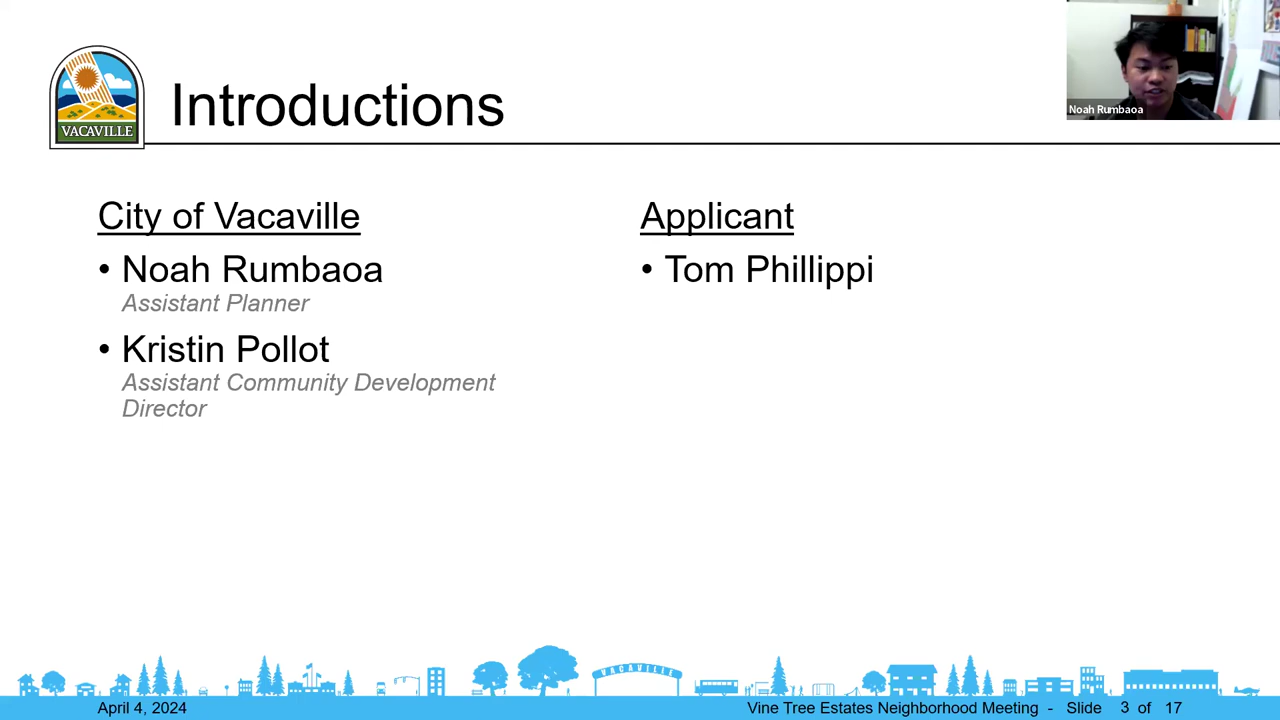 Noah Rumbaoa
VACAVILLE
Introductions
City of Vacaville
• Noah Rumbaoa
Assistant Planner
• Kristin Pollot
Assistant Community Development
Director
Applicant
• Tom Phillippi
VACAVILLE
April 4, 2024
Vine Tree Estates Neighborhood Meeting - Slide 3 of 17